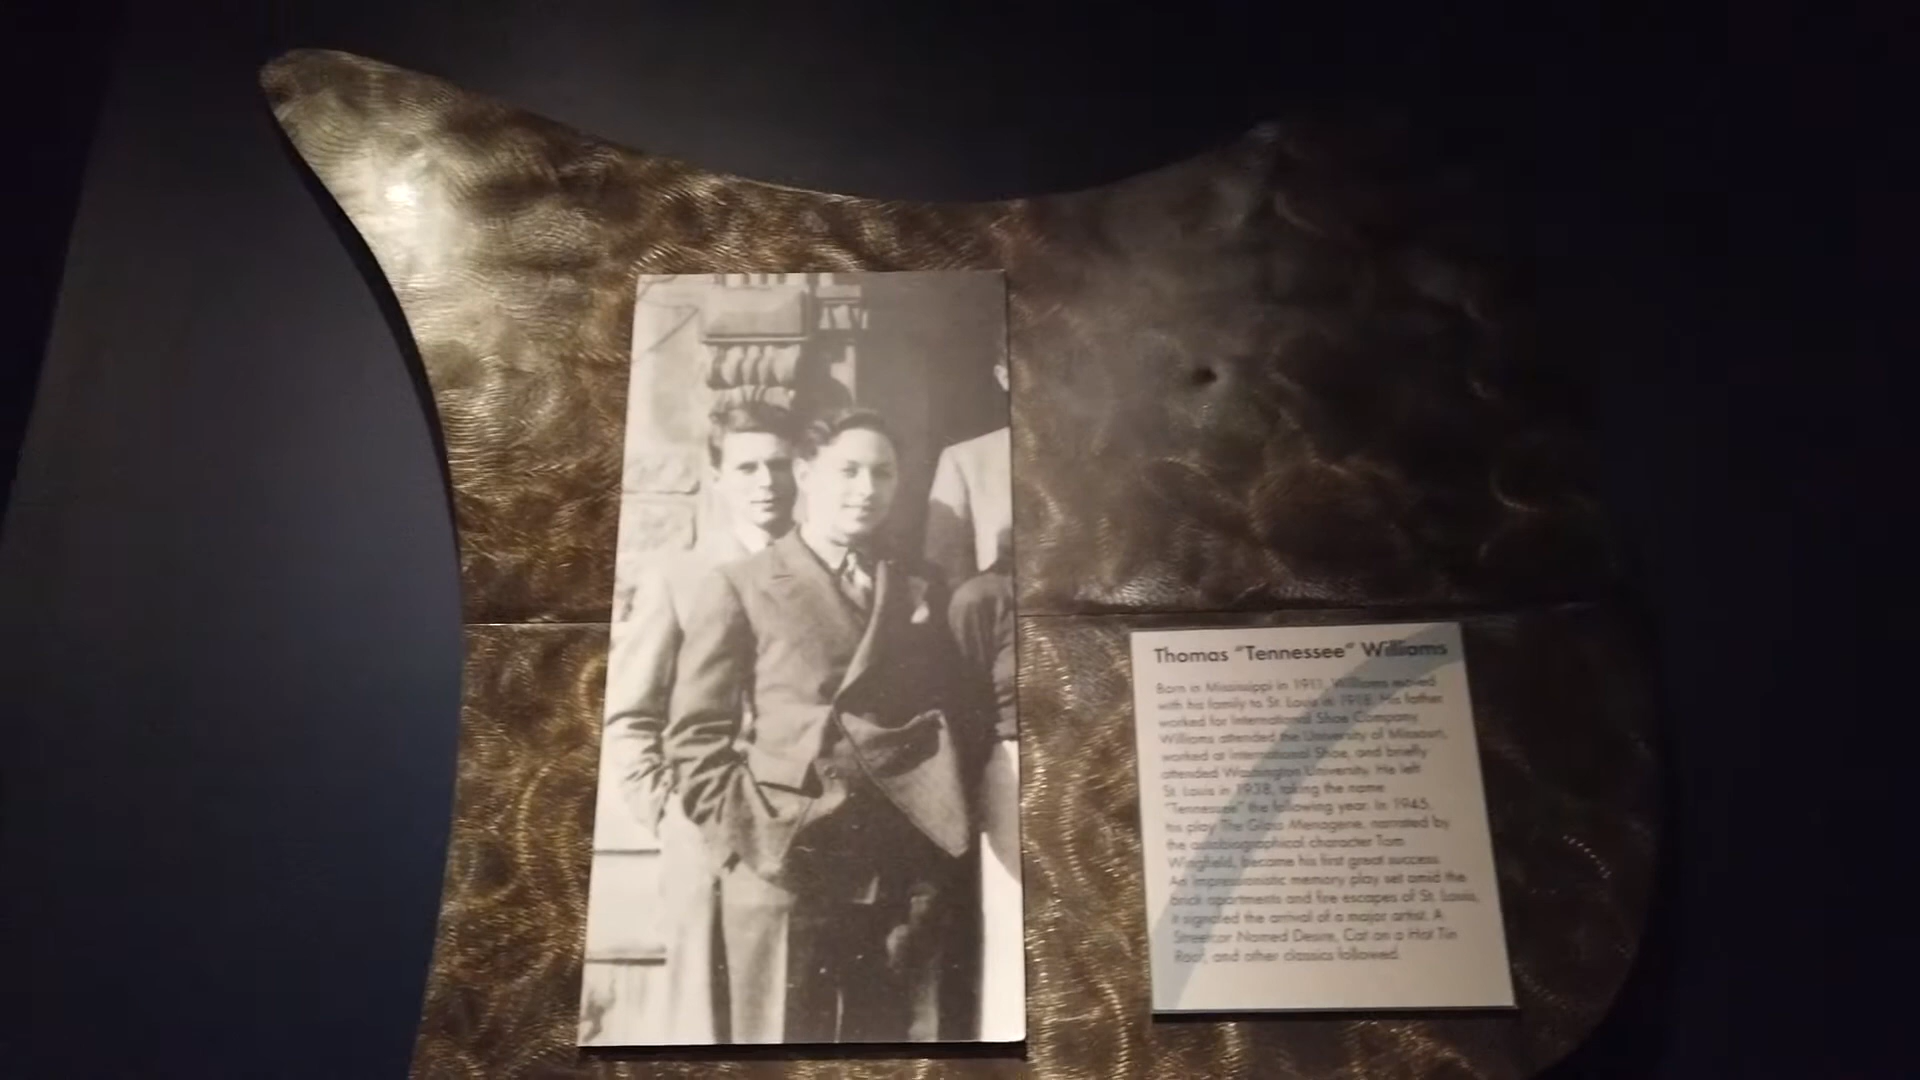 Thomas "Tennessee" Williams
Born in Mississippi in 1911, Williams moved
with his family to St. Louis in 1918. His father
worked for International Shoe Company.
Williams attended the University of Missouri,
worked at International Shoe, and briefly
attended Washington University. He left
St. Louis in 1938, taking the name
"Tennessee" the following year. In 1945,
his play The Glass Menagerie, narrated by
the autobiographical character Tom
Wingfield, became his first great success.
An impressionistic memory play set amid the
brick apartments and fire escapes of St. Louis,
it signaled the arrival of a major artist. A
Streetcar Named Desire, Cat on a Hot Tin
Roof, and other classics followed.